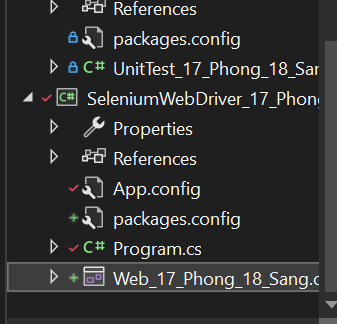 References
packages.config
C# UnitTest_17_Phong_18_San
C# SeleniumWebDriver_17_Phong
Properties
References
App.config
packages.config
C# Program.cs
Web_17_Phong_18_Sang.c